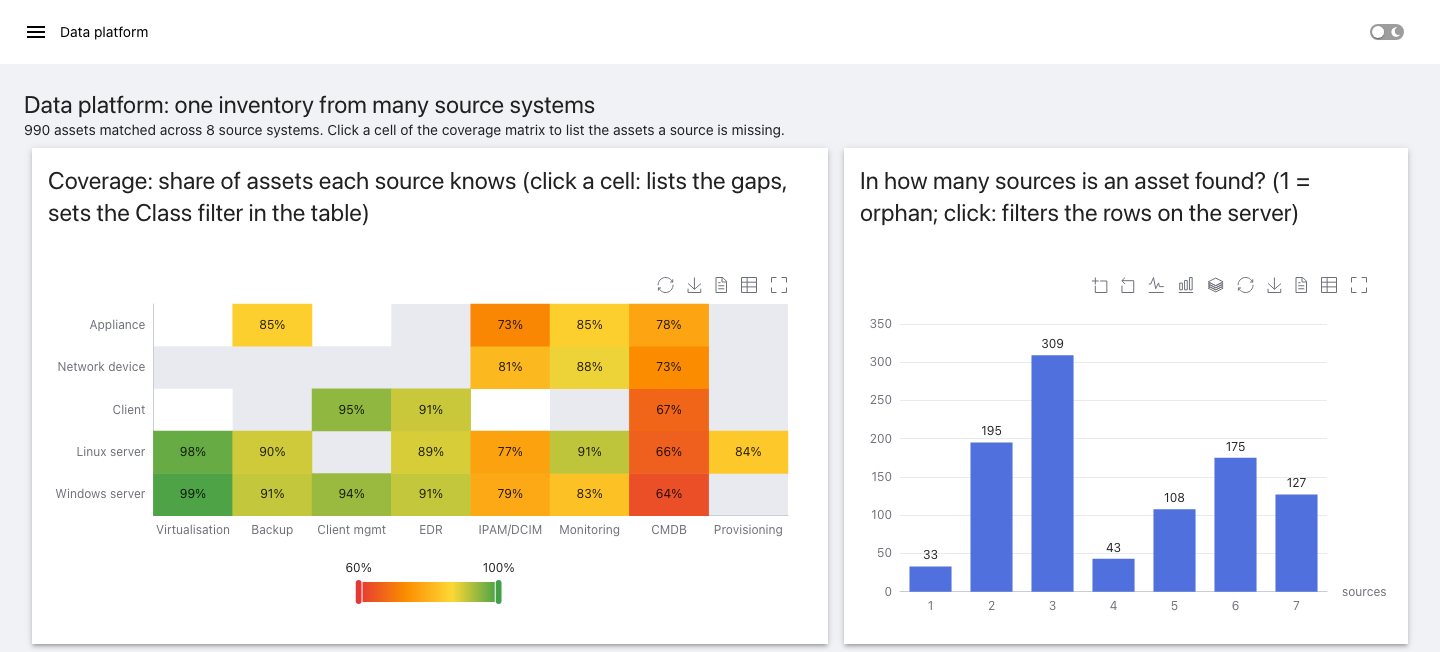 Data platform
Data platform: one inventory from many source systems
990 assets matched across 8 source systems. Click a cell of the coverage matrix to list the assets a source is missing.
Coverage: share of assets each source knows (click a cell: lists the gaps,
sets the Class filter in the table)
Appliance 85% 73% 85% 78%
Network device 81% 88% 73%
Client 95% 91% 67%
Linux server 98% 90% 89% 77% 91% 66% 84%
Windows server 99% 91% 94% 91% 79% 83% 64%
Virtualisation Backup Client mgmt EDR IPAM/DCIM Monitoring CMDB Provisioning
60% 100%
In how many sources is an asset found? (1 =
orphan; click: filters the rows on the server)
350
300
250
200
150
100
50
0
33 195 309 43 108 175 127
1 2 3 4 5 6 7
sources